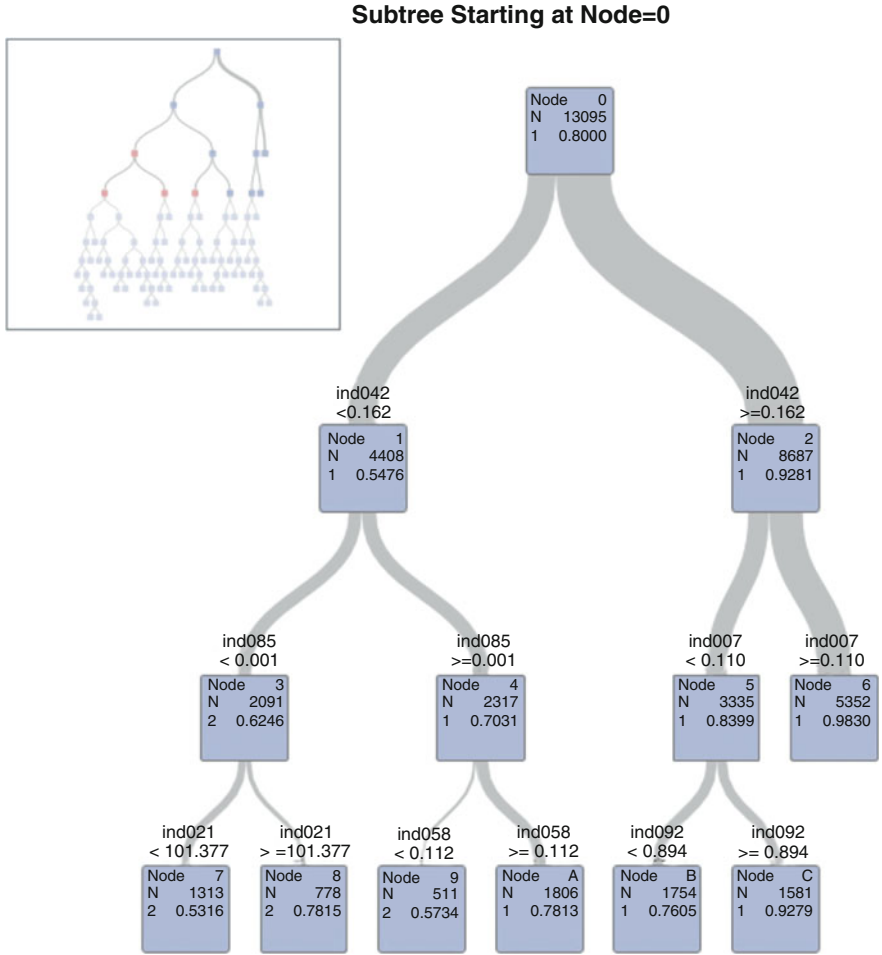 Subtree Starting at Node=0
Node 0
N 13095
1 0.8000
ind042
<0.162
ind042
>=0.162
Node 1
N 4408
1 0.5476
Node 2
N 8687
1 0.9281
ind085
< 0.001
ind085
>=0.001
ind007
< 0.110
ind007
>=0.110
Node 3
N 2091
2 0.6246
Node 4
N 2317
1 0.7031
Node 5
N 3335
1 0.8399
Node 6
N 5352
1 0.9830
ind021
< 101.377
ind021
> =101.377
ind058
< 0.112
ind058
>= 0.112
ind092
< 0.894
ind092
>= 0.894
Node 7
N 1313
2 0.5316
Node 8
N 778
2 0.7815
Node 9
N 511
2 0.5734
Node A
N 1806
1 0.7813
Node B
N 1754
1 0.7605
Node C
N 1581
1 0.9279